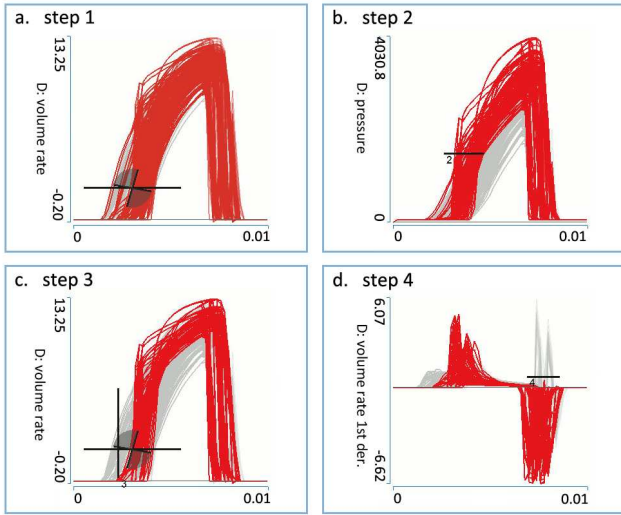 a. step 1
13.25
D: volume rate
-0.20
0
0.01
b. step 2
4030.8
D: pressure
2
0
0
0.01
c. step 3
13.25
D: volume rate
-0.20
3
0
0.01
d. step 4
6.07
D: volume rate 1st der.
4
-6.62
0
0.01